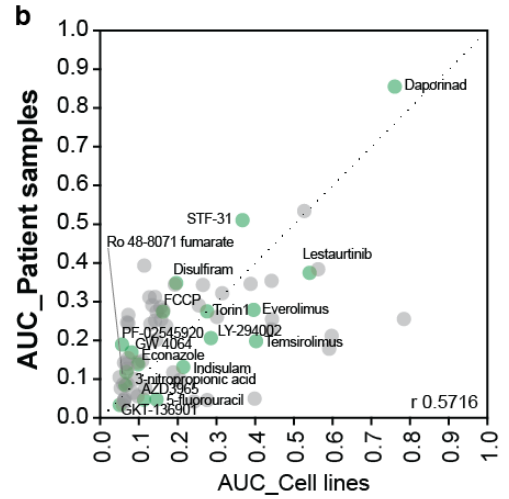 b
AUC_Patient samples
1.0
0.9
0.8
0.7
0.6
0.5
0.4
0.3
0.2
0.1
0.0
Daporinad
STF-31
Ro 48-8071 fumarate
Lestaurtinib
Disulfiram
FCCP
Torin1
Everolimus
PF-02545920
LY-294002
GW 4064
Temsirolimus
Econazole
Indisulam
3-nitropropionic acid
AZD3965
5-fluorouracil
GKT-136901
r 0.5716
0.0
0.1
0.2
0.3
0.4
0.5
0.6
0.7
0.8
0.9
1.0
AUC_Cell lines